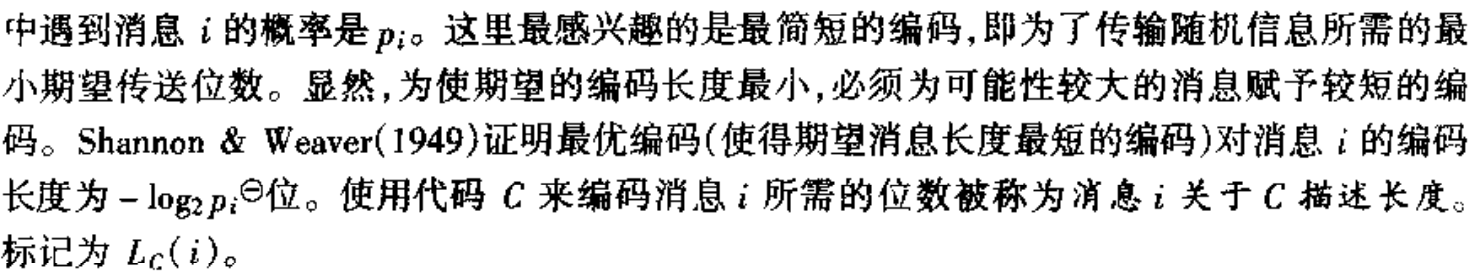 中遇到消息 i 的概率是 pᵢ。这里最感兴趣的是最简短的编码,即为了传输随机信息所需的最
小期望传送位数。显然,为使期望的编码长度最小,必须为可能性较大的消息赋予较短的编
码。Shannon & Weaver(1949)证明最优编码(使得期望消息长度最短的编码)对消息 i 的编码
长度为 – log₂ pᵢ⊖位。使用代码 C 来编码消息 i 所需的位数被称为消息 i 关于 C 描述长度。
标记为 L_C(i)。